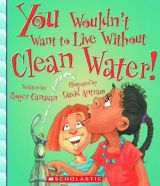 You Wouldn't
Want to Live Without
Clean Water!
Written by
Roger Canavan
Illustrated by
David Antram
SCHOLASTIC